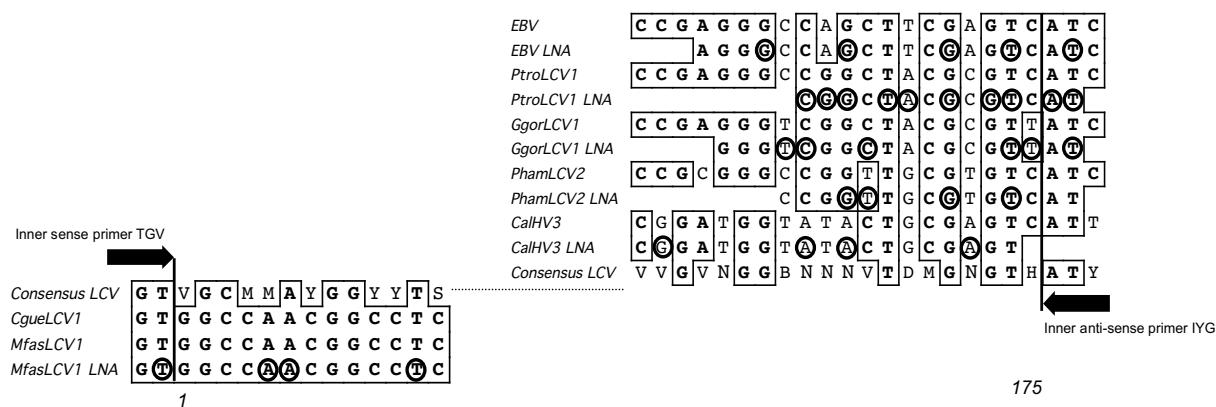 EBV C C G A G G G C C A G C T T C G A G T C A T C
EBV LNA A G G G C C A G C T T C G A G T C A T C
PtroLCV1 C C G A G G G C C G G C T A C G C G T C A T C
PtroLCV1 LNA C G G C T A C G C G T C A T
GgorLCV1 C C G A G G G T C G G C T A C G C G T T A T C
GgorLCV1 LNA G G G T C G G C T A C G C G T T A T
PhamLCV2 C C G C G G G C C G G T T G C G T G T C A T C
PhamLCV2 LNA C C G G T T G C G T G T C A T
CalHV3 C G G A T G G T A T A C T G C G A G T C A T T
CalHV3 LNA C G G A T G G T A T A C T G C G A G T
Consensus LCV V V G V N G G B N N N V T D M G N G T H A T Y
Inner anti-sense primer IYG
175
Inner sense primer TGV
Consensus LCV G T V G C M M A Y G G Y Y T S
CgueLCV1 G T G G C C A A C G G C C T C
MfasLCV1 G T G G C C A A C G G C C T C
MfasLCV1 LNA G T G G C C A A C G G C C T C
1